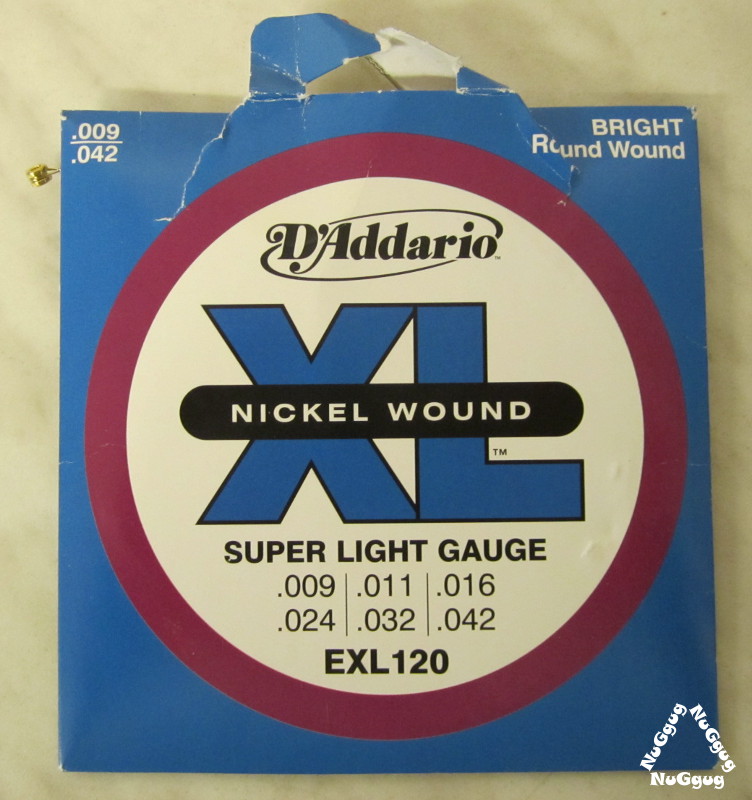 .009
.042
BRIGHT
Round Wound
D'Addario™
XL
NICKEL WOUND
™
SUPER LIGHT GAUGE
.009 .011 .016
.024 .032 .042
EXL120
NuGgug
NuGgug
NuGgug